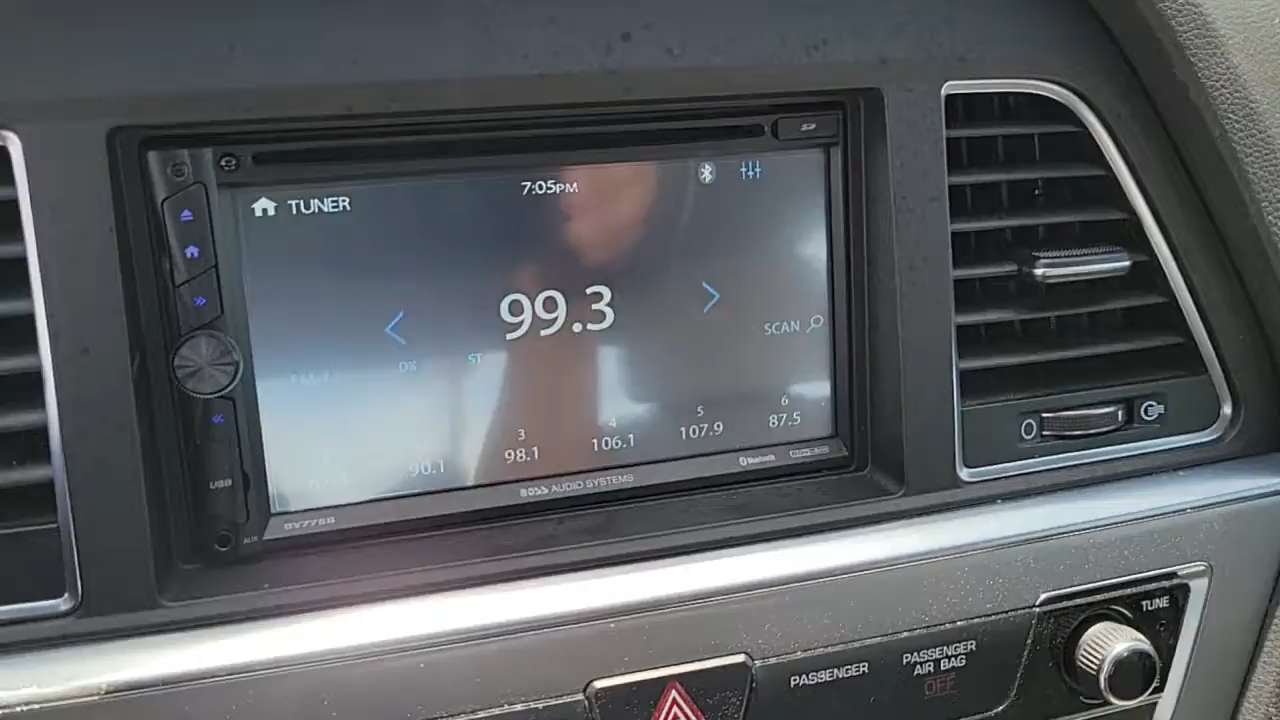 7:05PM
TUNER
99.3
SCAN
DX
ST
3
98.1
4
106.1
5
107.9
6
87.5
90.1
BOSS AUDIO SYSTEMS
Bluetooth
USB
AUX
TUNE
PASSENGER
PASSENGER
AIR BAG
OFF